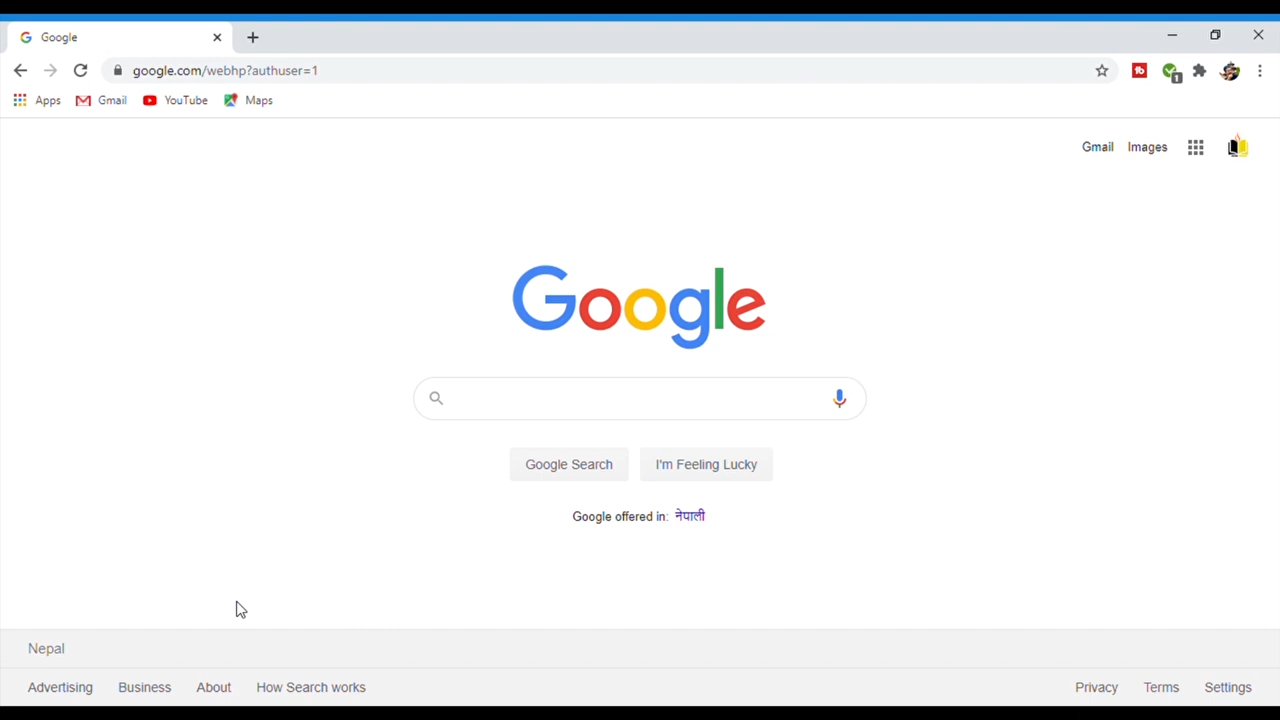 Google
google.com/webhp?authuser=1
1
Apps Gmail YouTube Maps
Gmail Images
Google
Google Search I'm Feeling Lucky
Google offered in: नेपाली
Nepal
Advertising Business About How Search works Privacy Terms Settings